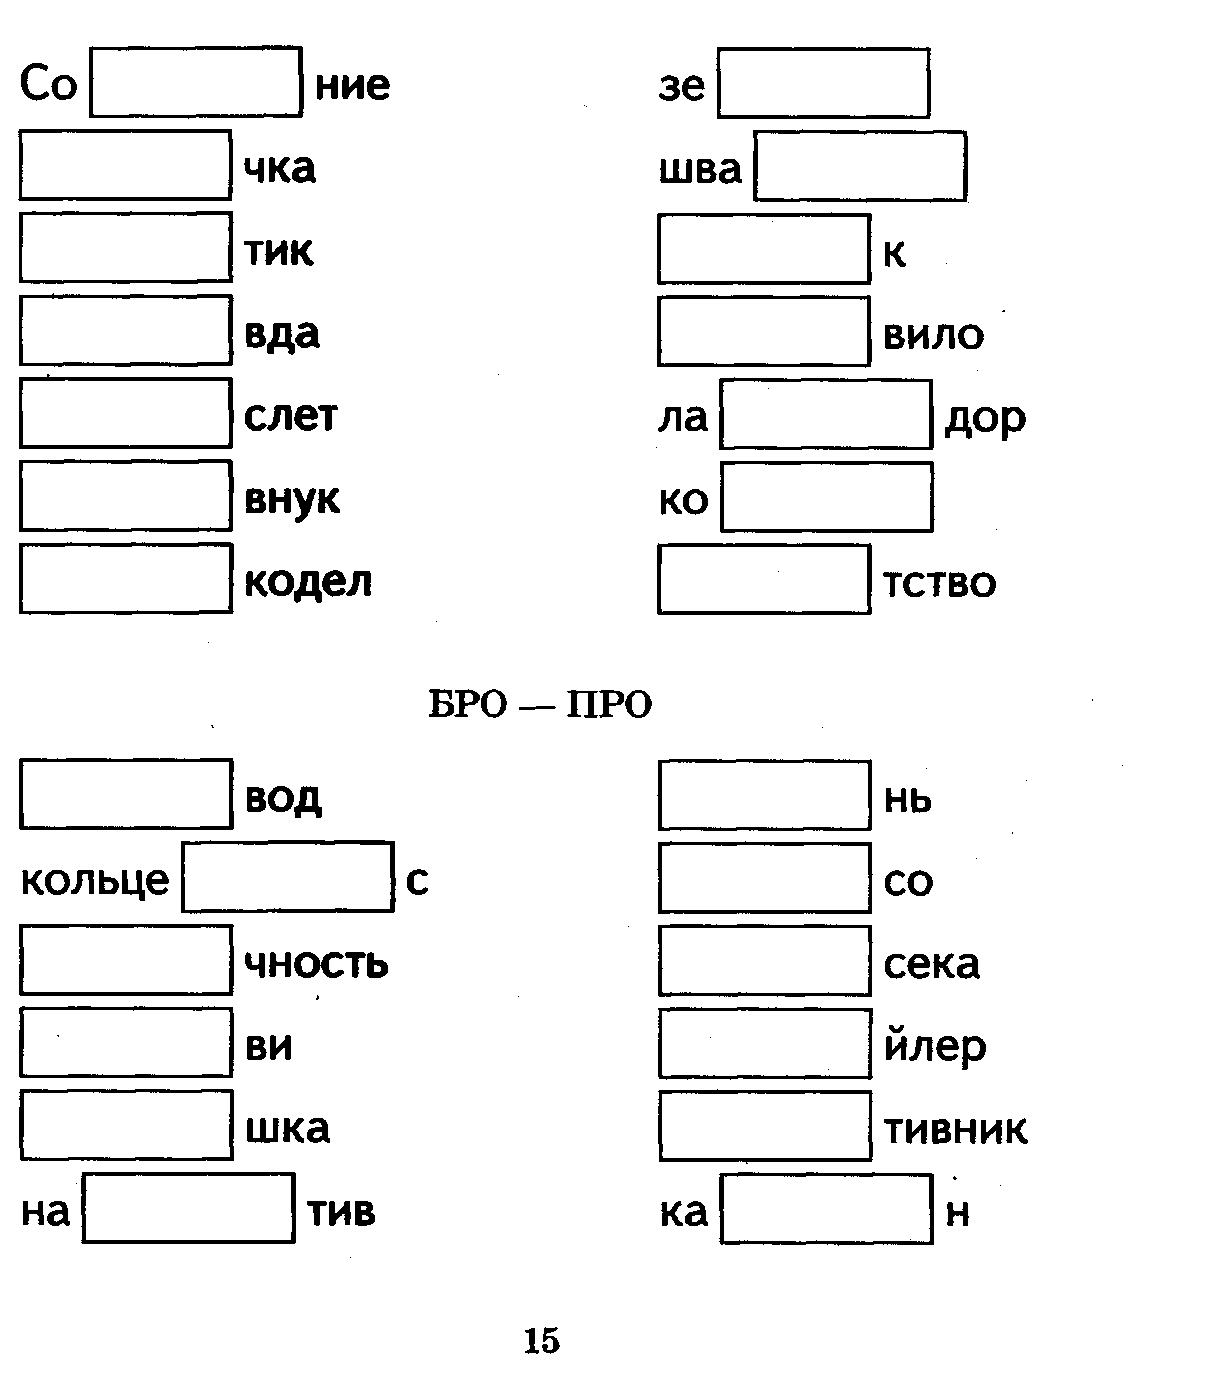 Со ние
чка
тик
вда
слет
внук
кодел
зе
шва
к
вило
ла дор
ко
тство
БРО — ПРО
вод
кольце с
чность
ви
шка
на тив
нь
со
сека
йлер
тивник
ка н
15